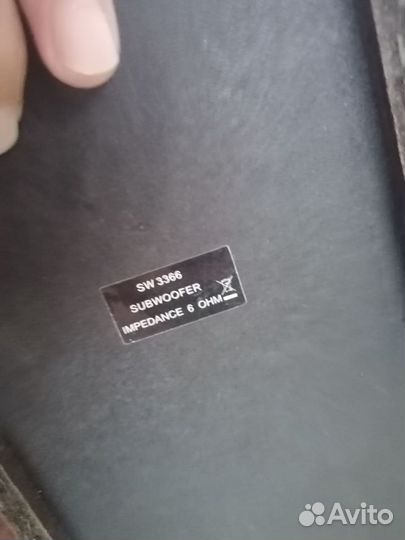 SW 3366
SUBWOOFER
IMPEDANCE 6 OHM
Avito